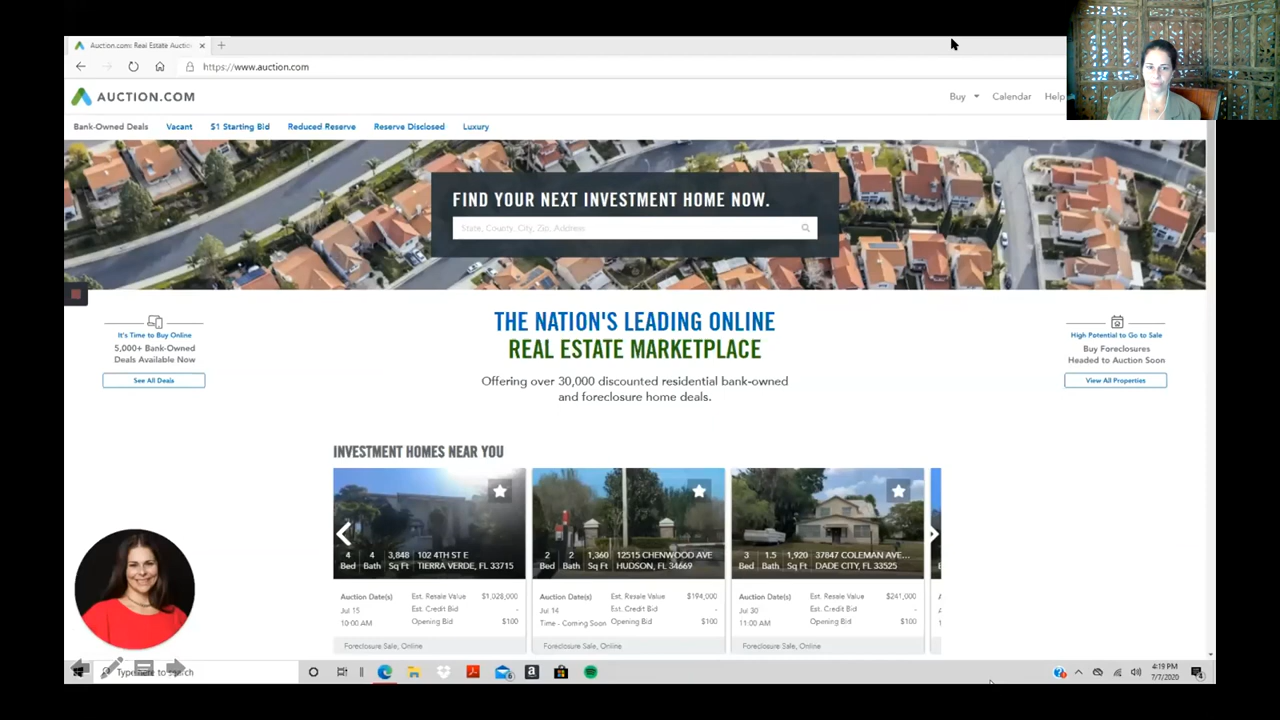 Auction.com: Real Estate Auctio
https://www.auction.com
AUCTION.COM
Buy
Calendar
Help
Bank-Owned Deals
Vacant
$1 Starting Bid
Reduced Reserve
Reserve Disclosed
Luxury
FIND YOUR NEXT INVESTMENT HOME NOW.
State, County, City, Zip, Address
It's Time to Buy Online
5,000+ Bank-Owned
Deals Available Now
See All Deals
THE NATION'S LEADING ONLINE
REAL ESTATE MARKETPLACE
Offering over 30,000 discounted residential bank-owned
and foreclosure home deals.
High Potential to Go to Sale
Buy Foreclosures
Headed to Auction Soon
View All Properties
INVESTMENT HOMES NEAR YOU
4 4 3,848 102 4TH ST E
Bed Bath Sq Ft TIERRA VERDE, FL 33715
Auction Date(s) Est. Resale Value $1,028,000
Jul 15 Est. Credit Bid -
10:00 AM Opening Bid $100
Foreclosure Sale, Online
2 2 1,360 12515 CHENWOOD AVE
Bed Bath Sq Ft HUDSON, FL 34669
Auction Date(s) Est. Resale Value $194,000
Jul 14 Est. Credit Bid -
Time - Coming Soon Opening Bid $100
Foreclosure Sale, Online
3 1.5 1,920 37847 COLEMAN AVE...
Bed Bath Sq Ft DADE CITY, FL 33525
Auction Date(s) Est. Resale Value $241,000
Jul 30 Est. Credit Bid -
11:00 AM Opening Bid $100
Foreclosure Sale, Online
Type here to search
4:19 PM
7/7/2020